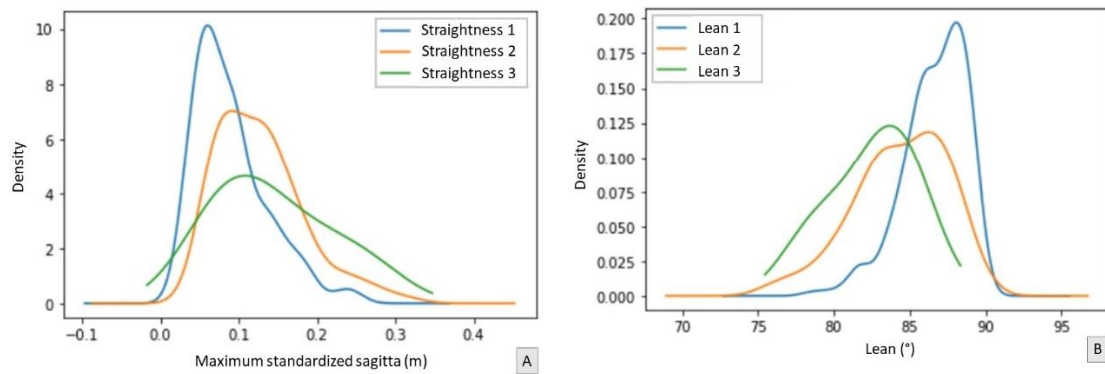 10
8
6
4
2
0
Density
−0.1
0.0
0.1
0.2
0.3
0.4
Maximum standardized sagitta (m)
Straightness 1
Straightness 2
Straightness 3
A
0.200
0.175
0.150
0.125
0.100
0.075
0.050
0.025
0.000
Density
70
75
80
85
90
95
Lean (°)
Lean 1
Lean 2
Lean 3
B